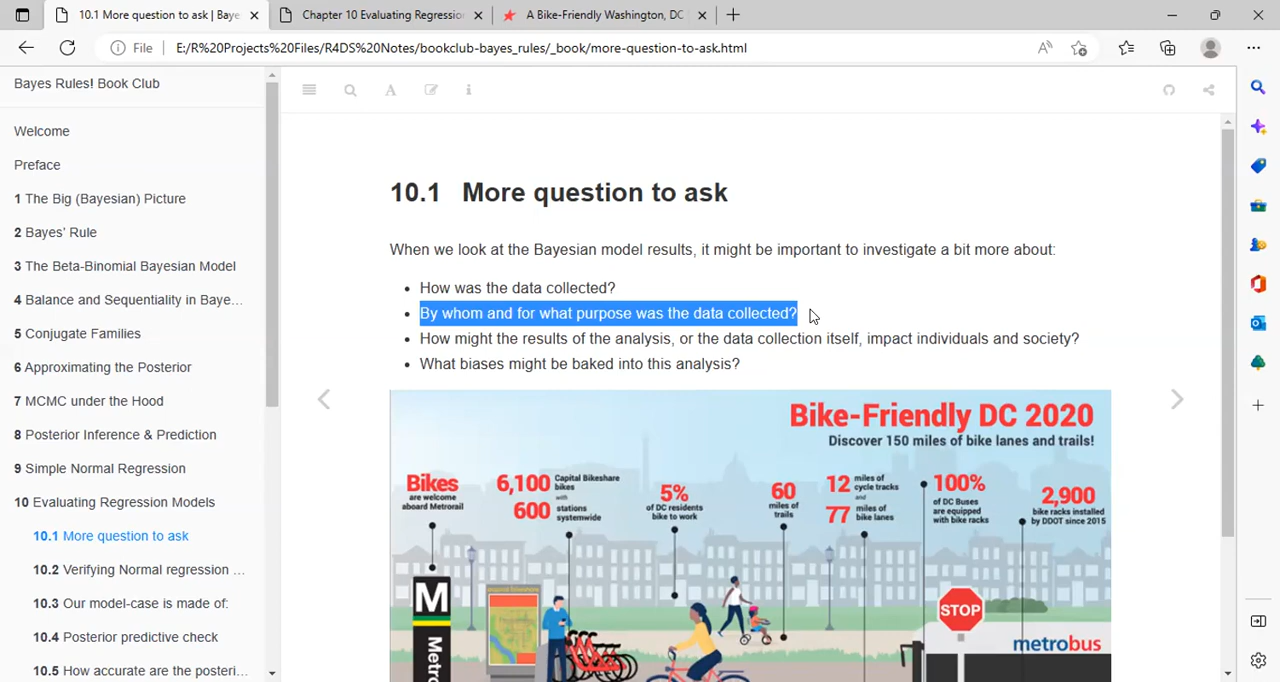 10.1 More question to ask | Baye
Chapter 10 Evaluating Regression
A Bike-Friendly Washington, DC
File
E:/R%20Projects%20Files/R4DS%20Notes/bookclub-bayes_rules/_book/more-question-to-ask.html
Bayes Rules! Book Club
Welcome
Preface
1 The Big (Bayesian) Picture
2 Bayes' Rule
3 The Beta-Binomial Bayesian Model
4 Balance and Sequentiality in Baye...
5 Conjugate Families
6 Approximating the Posterior
7 MCMC under the Hood
8 Posterior Inference & Prediction
9 Simple Normal Regression
10 Evaluating Regression Models
10.1 More question to ask
10.2 Verifying Normal regression ...
10.3 Our model-case is made of:
10.4 Posterior predictive check
10.5 How accurate are the posteri...
10.1 More question to ask
When we look at the Bayesian model results, it might be important to investigate a bit more about:
• How was the data collected?
• By whom and for what purpose was the data collected?
• How might the results of the analysis, or the data collection itself, impact individuals and society?
• What biases might be baked into this analysis?
Bike-Friendly DC 2020
Discover 150 miles of bike lanes and trails!
Bikes
are welcome
aboard Metrorail
6,100 Capital Bikeshare
bikes
with
600 stations
systemwide
5%
of DC residents
bike to work
60
miles of
trails
12 miles of
cycle tracks
and
77 miles of
bike lanes
100%
of DC Buses
are equipped
with bike racks
2,900
bike racks installed
by DDOT since 2015
M
Metro
STOP
metrobus